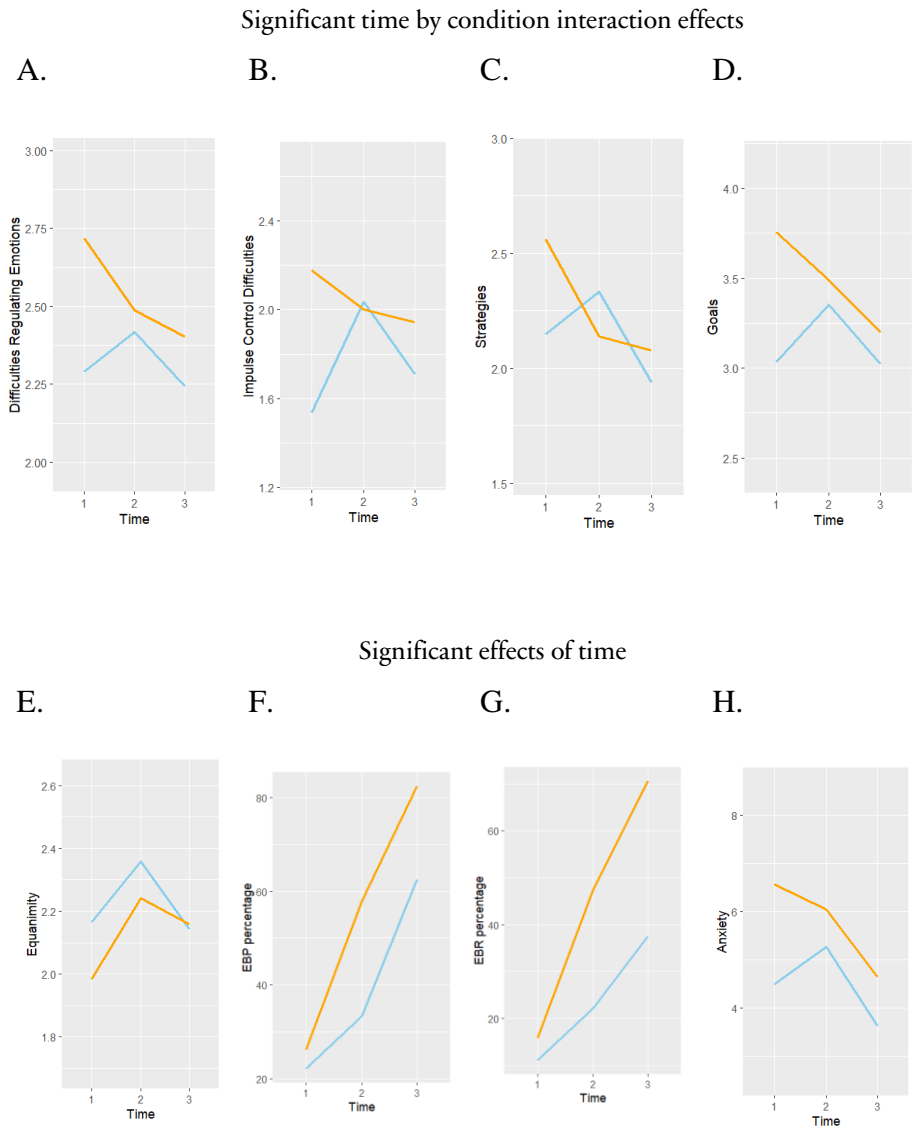 Significant time by condition interaction effects
A. B. C. D.
3.00
2.75
2.50
2.25
2.00
Difficulties Regulating Emotions
1 2 3
Time
2.4
2.0
1.6
1.2
Impulse Control Difficulties
1 2 3
Time
3.0
2.5
2.0
1.5
Strategies
1 2 3
Time
4.0
3.5
3.0
2.5
Goals
1 2 3
Time
Significant effects of time
E. F. G. H.
2.6
2.4
2.2
2.0
1.8
Equanimity
1 2 3
Time
80
60
40
20
EBP percentage
1 2 3
Time
60
40
20
EBR percentage
1 2 3
Time
8
6
4
Anxiety
1 2 3
Time